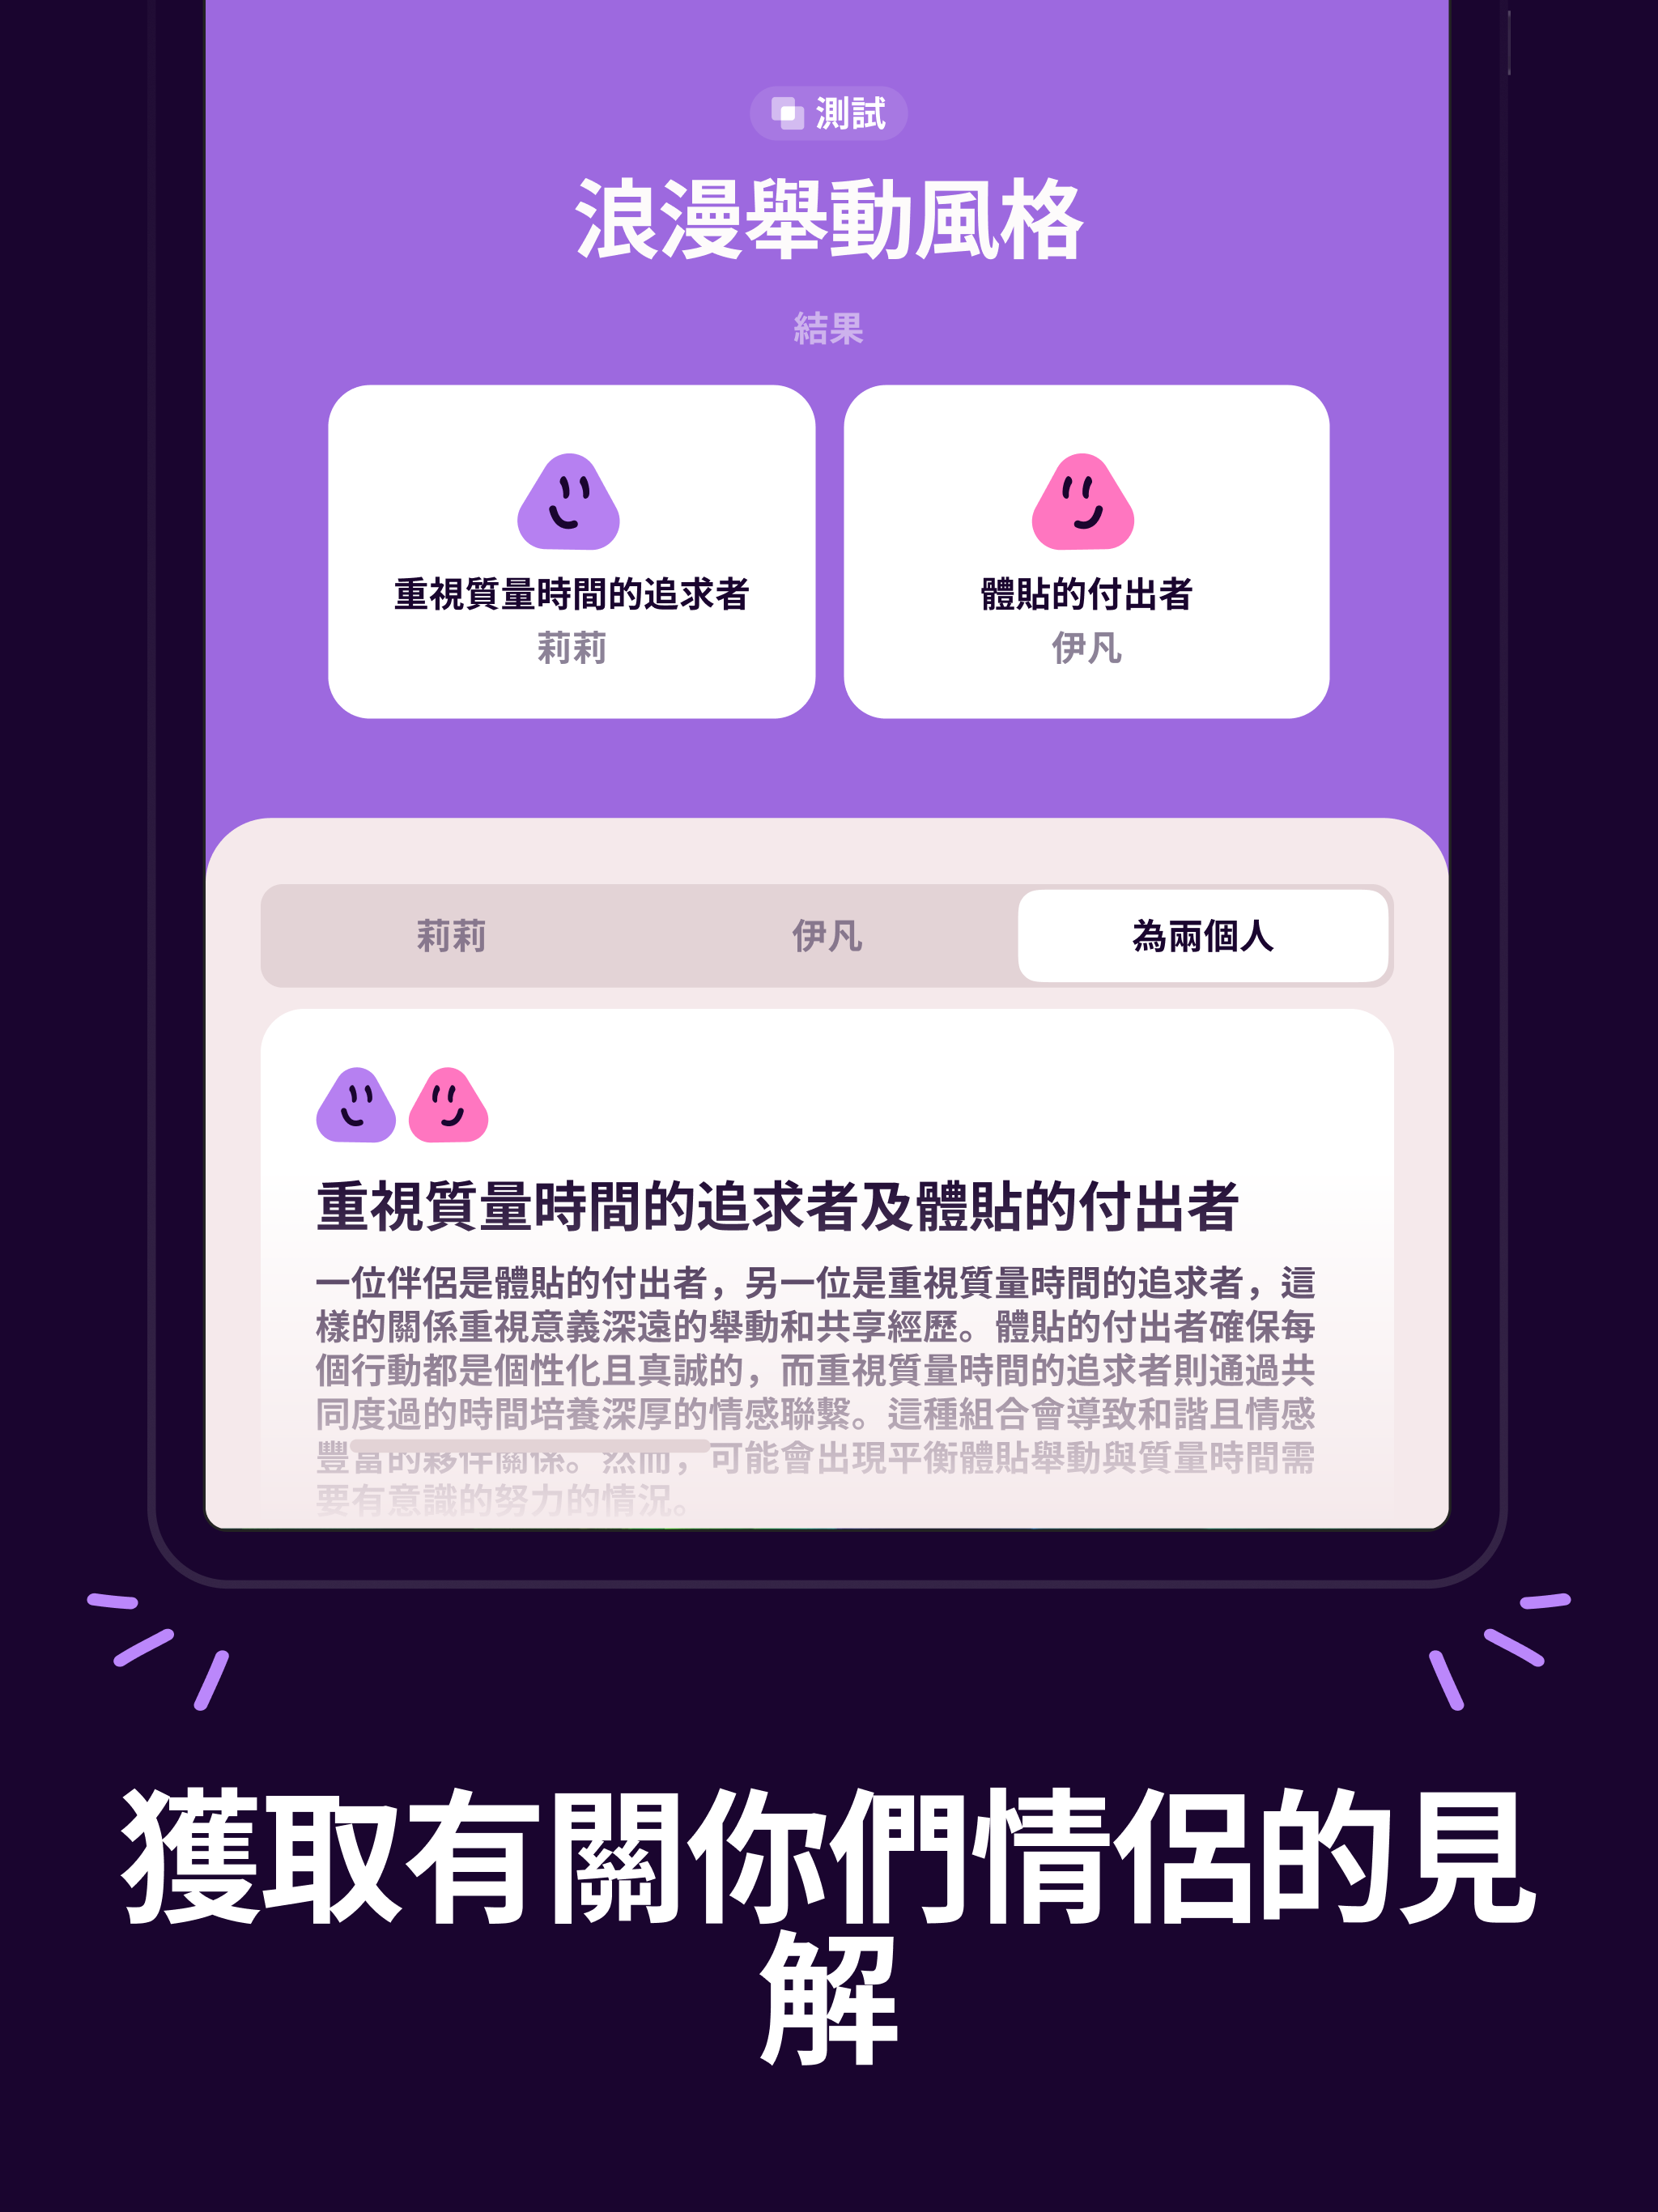 測試
浪漫舉動風格
結果
重視質量時間的追求者
莉莉
體貼的付出者
伊凡
莉莉
伊凡
為兩個人
重視質量時間的追求者及體貼的付出者
一位伴侶是體貼的付出者，另一位是重視質量時間的追求者，這
樣的關係重視意義深遠的舉動和共享經歷。體貼的付出者確保每
個行動都是個性化且真誠的，而重視質量時間的追求者則通過共
同度過的時間培養深厚的情感聯繫。這種組合會導致和諧且情感
豐富的夥伴關係。然而，可能會出現平衡體貼舉動與質量時間需
要有意識的努力的情況。
獲取有關你們情侶的見
解